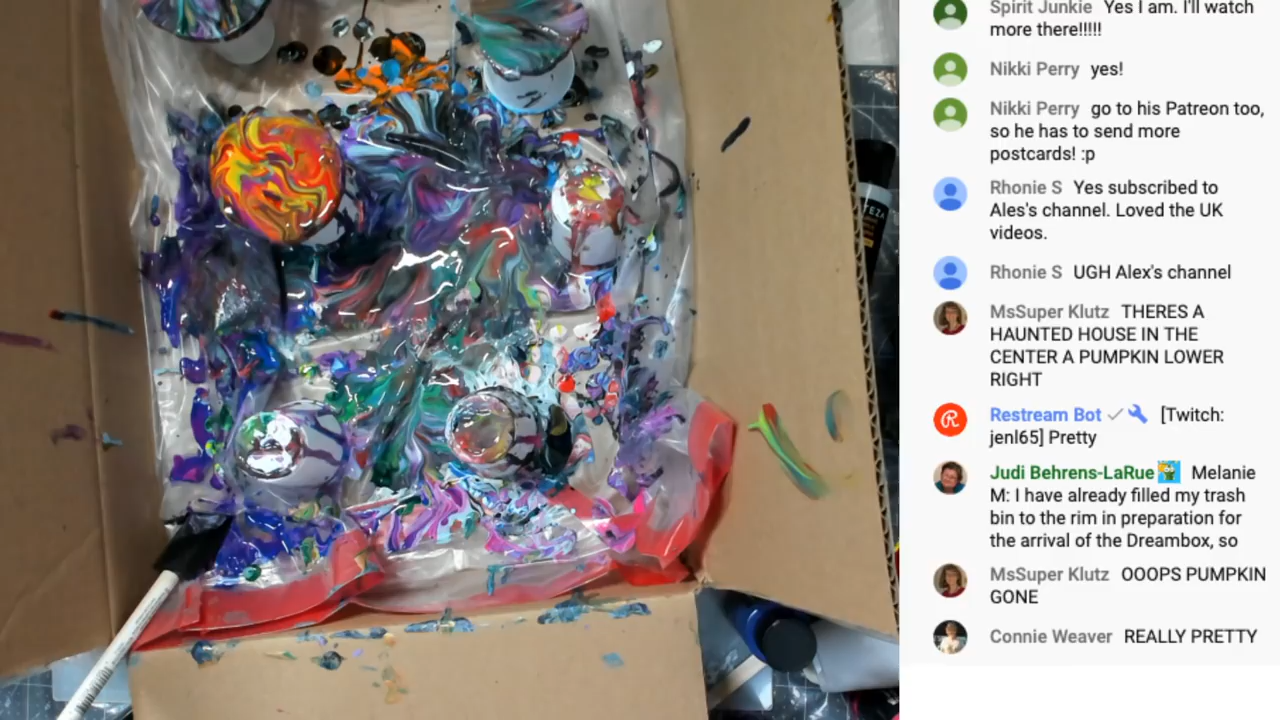 Spirit Junkie Yes I am. I'll watch
more there!!!!!
Nikki Perry yes!
Nikki Perry go to his Patreon too,
so he has to send more
postcards! :p
Rhonie S Yes subscribed to
Ales's channel. Loved the UK
videos.
Rhonie S UGH Alex's channel
MsSuper Klutz THERES A
HAUNTED HOUSE IN THE
CENTER A PUMPKIN LOWER
RIGHT
Restream Bot [Twitch:
jenl65] Pretty
Judi Behrens-LaRue Melanie
M: I have already filled my trash
bin to the rim in preparation for
the arrival of the Dreambox, so
MsSuper Klutz OOOPS PUMPKIN
GONE
Connie Weaver REALLY PRETTY